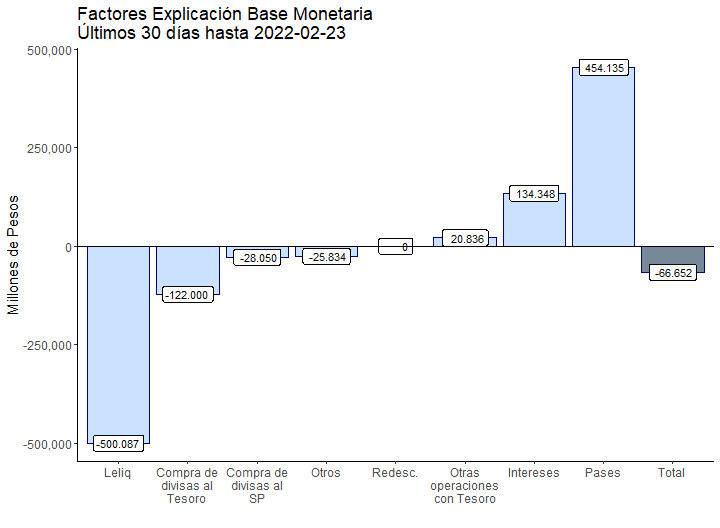 Factores Explicación Base Monetaria
Últimos 30 días hasta 2022-02-23
Millones de Pesos
500,000
250,000
0
-250,000
-500,000
-500.087
-122.000
-28.050
-25.834
0
20.836
134.348
454.135
-66.652
Leliq
Compra de
divisas al
Tesoro
Compra de
divisas al
SP
Otros
Redesc.
Otras
operaciones
con Tesoro
Intereses
Pases
Total